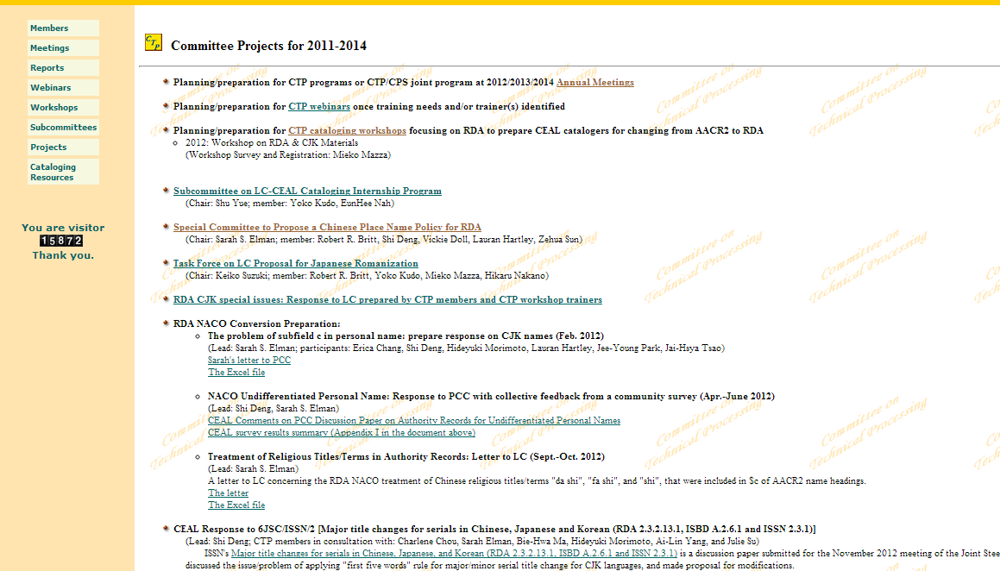 Members
Meetings
Reports
Webinars
Workshops
Subcommittees
Projects
Cataloging
Resources
You are visitor
15872
Thank you.
CTP
Committee Projects for 2011-2014
Planning/preparation for CTP programs or CTP/CPS joint program at 2012/2013/2014 Annual Meetings
Planning/preparation for CTP webinars once training needs and/or trainer(s) identified
Planning/preparation for CTP cataloging workshops focusing on RDA to prepare CEAL catalogers for changing from AACR2 to RDA
2012: Workshop on RDA & CJK Materials
(Workshop Survey and Registration: Mieko Mazza)
Subcommittee on LC-CEAL Cataloging Internship Program
(Chair: Shu Yue; member: Yoko Kudo, EunHee Nah)
Special Committee to Propose a Chinese Place Name Policy for RDA
(Chair: Sarah S. Elman; member: Robert R. Britt, Shi Deng, Vickie Doll, Lauran Hartley, Zehua Sun)
Task Force on LC Proposal for Japanese Romanization
(Chair: Keiko Suzuki; member: Robert R. Britt, Yoko Kudo, Mieko Mazza, Hikaru Nakano)
RDA CJK special issues: Response to LC prepared by CTP members and CTP workshop trainers
RDA NACO Conversion Preparation:
The problem of subfield c in personal name: prepare response on CJK names (Feb. 2012)
(Lead: Sarah S. Elman; participants: Erica Chang, Shi Deng, Hideyuki Morimoto, Lauran Hartley, Jee-Young Park, Jai-Hsya Tsao)
Sarah's letter to PCC
The Excel file
NACO Undifferentiated Personal Name: Response to PCC with collective feedback from a community survey (Apr.-June 2012)
(Lead: Shi Deng, Sarah S. Elman)
CEAL Comments on PCC Discussion Paper on Authority Records for Undifferentiated Personal Names
CEAL survey results summary (Appendix I in the document above)
Treatment of Religious Titles/Terms in Authority Records: Letter to LC (Sept.-Oct. 2012)
(Lead: Sarah S. Elman)
A letter to LC concerning the RDA NACO treatment of Chinese religious titles/terms "da shi", "fa shi", and "shi", that were included in $c of AACR2 name headings.
The letter
The Excel file
CEAL Response to 6JSC/ISSN/2 [Major title changes for serials in Chinese, Japanese and Korean (RDA 2.3.2.13.1, ISBD A.2.6.1 and ISSN 2.3.1)]
(Lead: Shi Deng; CTP members in consultation with: Charlene Chou, Sarah Elman, Bie-Hwa Ma, Hideyuki Morimoto, Ai-Lin Yang, and Julie Su)
ISSN's Major title changes for serials in Chinese, Japanese, and Korean (RDA 2.3.2.13.1, ISBD A.2.6.1 and ISSN 2.3.1) is a discussion paper submitted for the November 2012 meeting of the Joint Stee
discussed the issue/problem of applying "first five words" rule for major/minor serial title change for CJK languages, and made proposal for modifications.
Committee on
Technical Processing